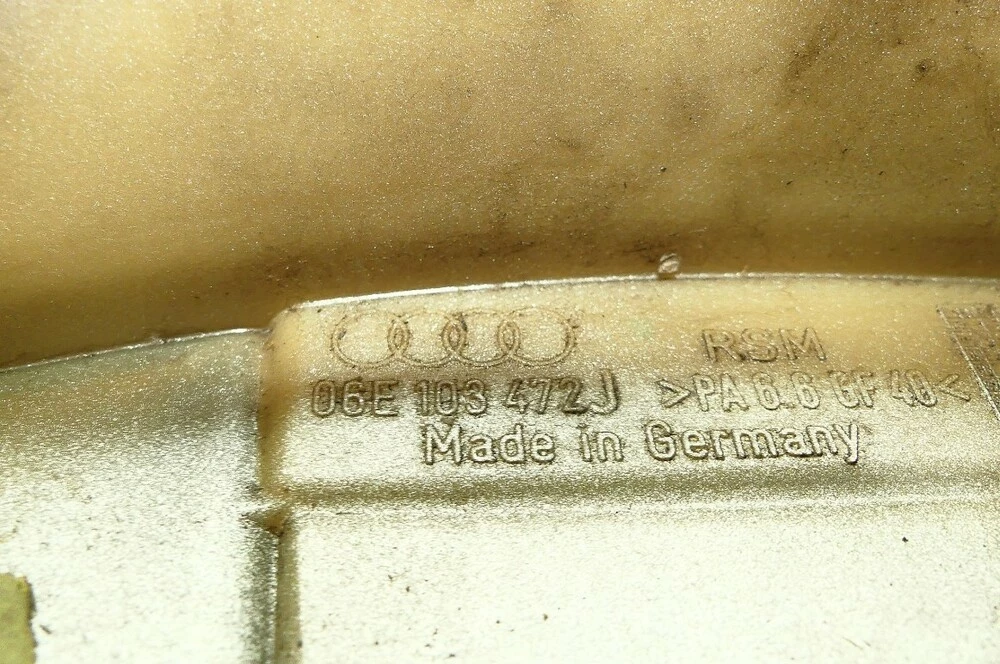 RSM
06E 103 472J >PA 6.6 GF 40<
Made in Germany